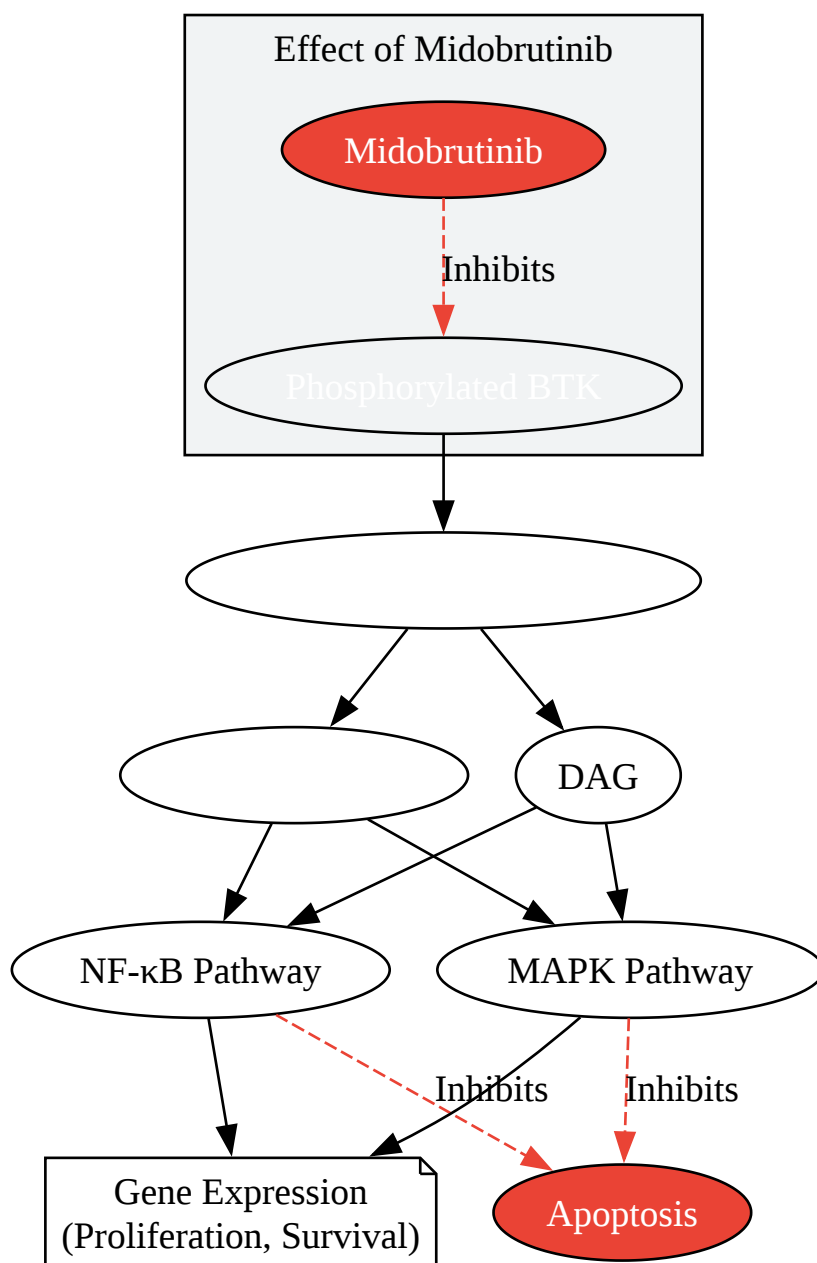 Effect of Midobrutinib
Midobrutinib
Inhibits
Phosphorylated BTK
DAG
NF-κB Pathway
MAPK Pathway
Inhibits
Inhibits
Gene Expression
(Proliferation, Survival)
Apoptosis